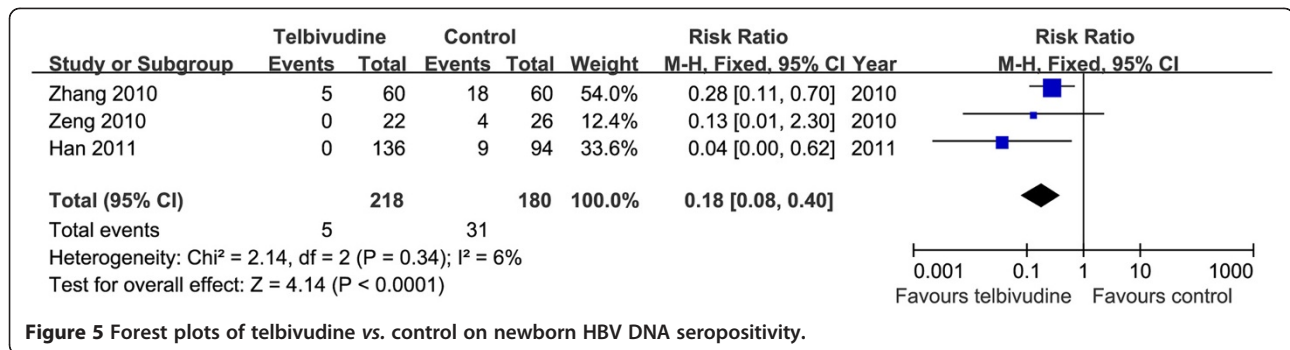 Telbivudine Control Risk Ratio Risk Ratio
Study or Subgroup Events Total Events Total Weight M-H, Fixed, 95% CI Year M-H, Fixed, 95% CI
Zhang 2010 5 60 18 60 54.0% 0.28 [0.11, 0.70] 2010
Zeng 2010 0 22 4 26 12.4% 0.13 [0.01, 2.30] 2010
Han 2011 0 136 9 94 33.6% 0.04 [0.00, 0.62] 2011
Total (95% CI) 218 180 100.0% 0.18 [0.08, 0.40]
Total events 5 31
Heterogeneity: Chi² = 2.14, df = 2 (P = 0.34); I² = 6%
Test for overall effect: Z = 4.14 (P < 0.0001)
0.001 0.1 1 10 1000
Favours telbivudine Favours control
Figure 5 Forest plots of telbivudine vs. control on newborn HBV DNA seropositivity.